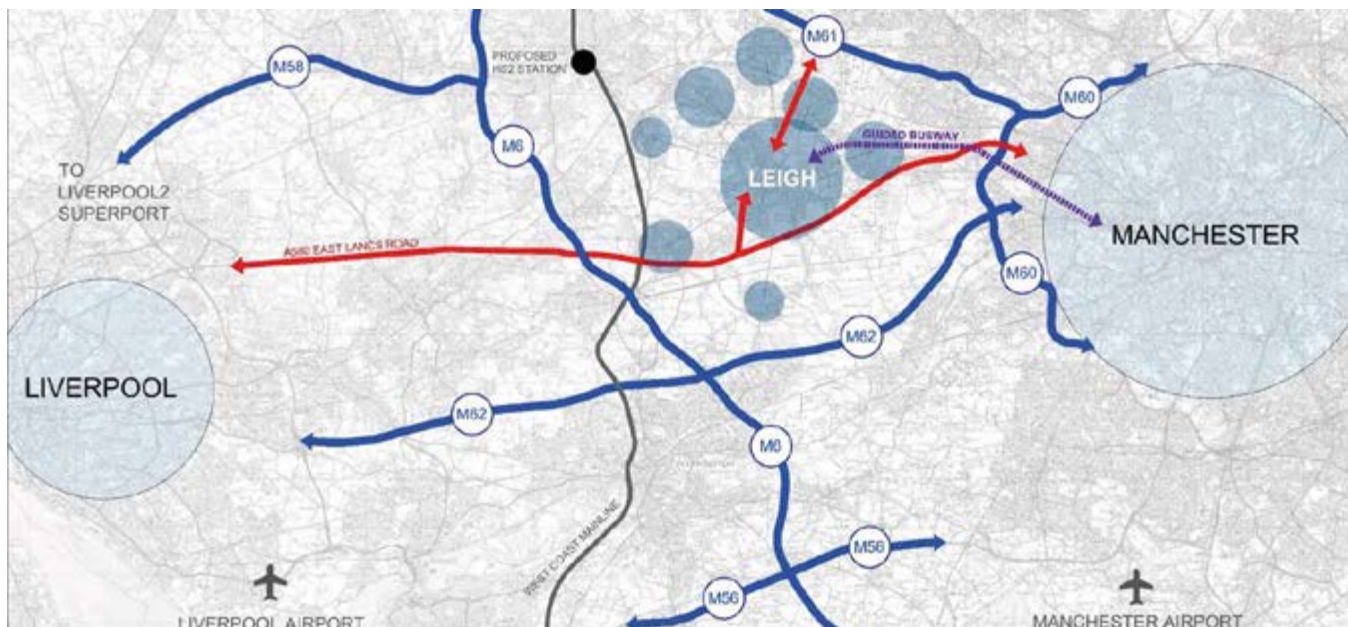 M61
M58
PROPOSED
HS2 STATION
M60
M6
GUIDED BUSWAY
LEIGH
TO
LIVERPOOL2
SUPERPORT
MANCHESTER
A580 EAST LANCS ROAD
M60
M62
LIVERPOOL
M62
M6
WEST COAST MAINLINE
M56
M56
LIVERPOOL AIRPORT
MANCHESTER AIRPORT